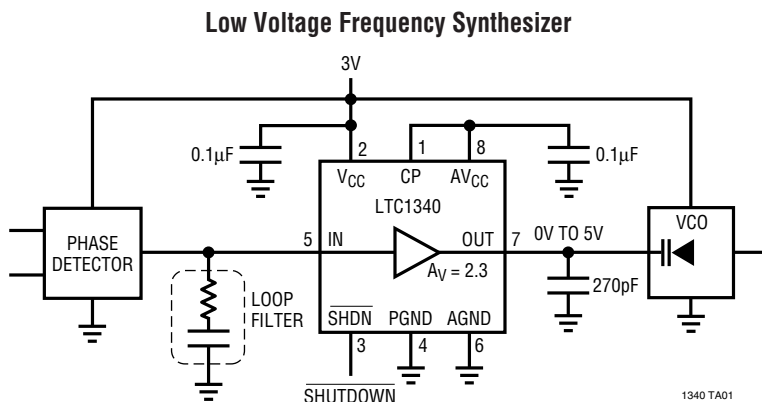 Low Voltage Frequency Synthesizer
3V
0.1µF
2
1
8
0.1µF
VCC
CP
AVCC
LTC1340
PHASE
DETECTOR
5
IN
OUT
7
0V TO 5V
VCO
AV = 2.3
270pF
LOOP
FILTER
SHDN
PGND
AGND
3
4
6
SHUTDOWN
1340 TA01